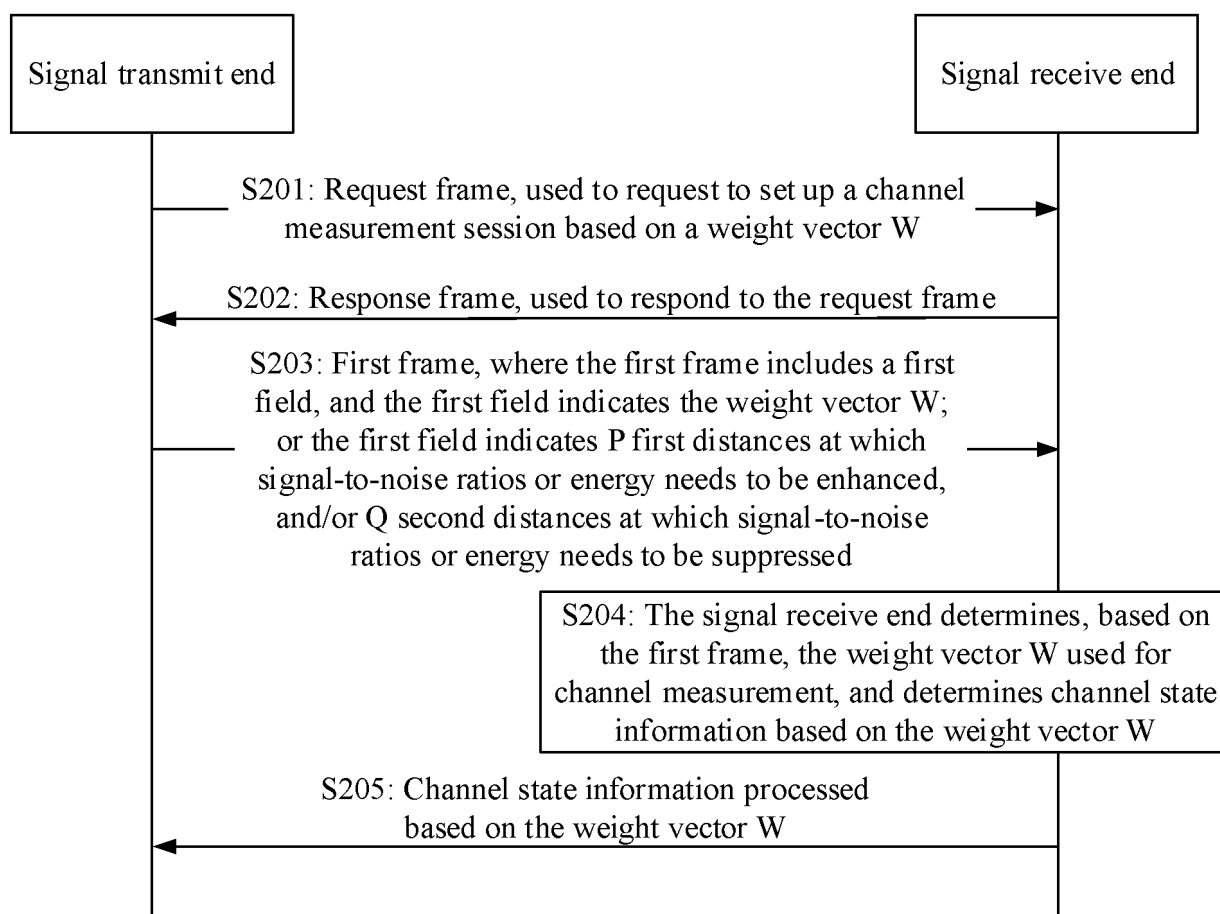 Signal transmit end
Signal receive end
S201: Request frame, used to request to set up a channel
measurement session based on a weight vector W
S202: Response frame, used to respond to the request frame
S203: First frame, where the first frame includes a first
field, and the first field indicates the weight vector W;
or the first field indicates P first distances at which
signal-to-noise ratios or energy needs to be enhanced,
and/or Q second distances at which signal-to-noise
ratios or energy needs to be suppressed
S204: The signal receive end determines, based on
the first frame, the weight vector W used for
channel measurement, and determines channel state
information based on the weight vector W
S205: Channel state information processed
based on the weight vector W